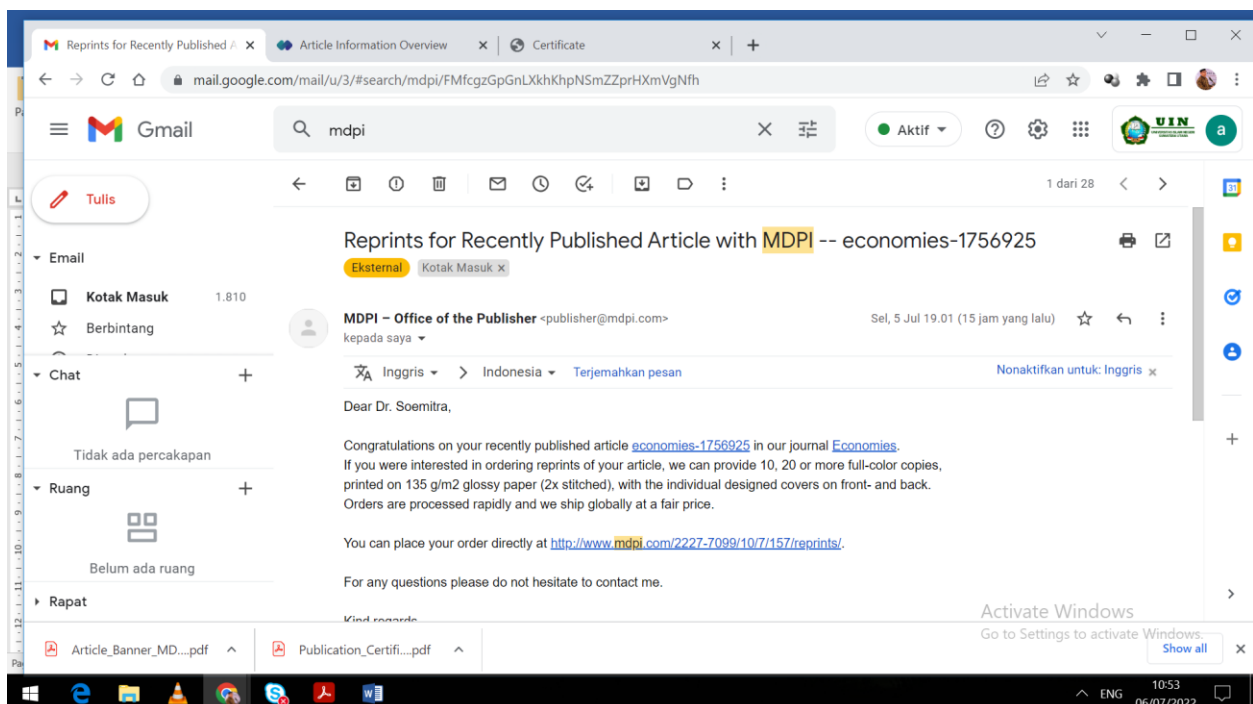 Reprints for Recently Published A
Article Information Overview
Certificate
mail.google.com/mail/u/3/#search/mdpi/FMfcgzGpGnLXkhKhpNSmZZprHXmVgNfh
Gmail
mdpi
Aktif
UIN
a
Tulis
1 dari 28
31
Email
Kotak Masuk 1.810
Berbintang
Chat
Tidak ada percakapan
Ruang
Belum ada ruang
Rapat
Reprints for Recently Published Article with MDPI -- economies-1756925
Eksternal Kotak Masuk x
MDPI – Office of the Publisher <publisher@mdpi.com>
Sel, 5 Jul 19.01 (15 jam yang lalu)
kepada saya
Inggris > Indonesia Terjemahkan pesan
Nonaktifkan untuk: Inggris x
Dear Dr. Soemitra,
Congratulations on your recently published article economies-1756925 in our journal Economies.
If you were interested in ordering reprints of your article, we can provide 10, 20 or more full-color copies,
printed on 135 g/m2 glossy paper (2x stitched), with the individual designed covers on front- and back.
Orders are processed rapidly and we ship globally at a fair price.
You can place your order directly at http://www.mdpi.com/2227-7099/10/7/157/reprints/.
For any questions please do not hesitate to contact me.
Kind regards
Activate Windows
Go to Settings to activate Windows.
Article_Banner_MD....pdf
Publication_Certifi....pdf
Show all
ENG
10:53
06/07/2022